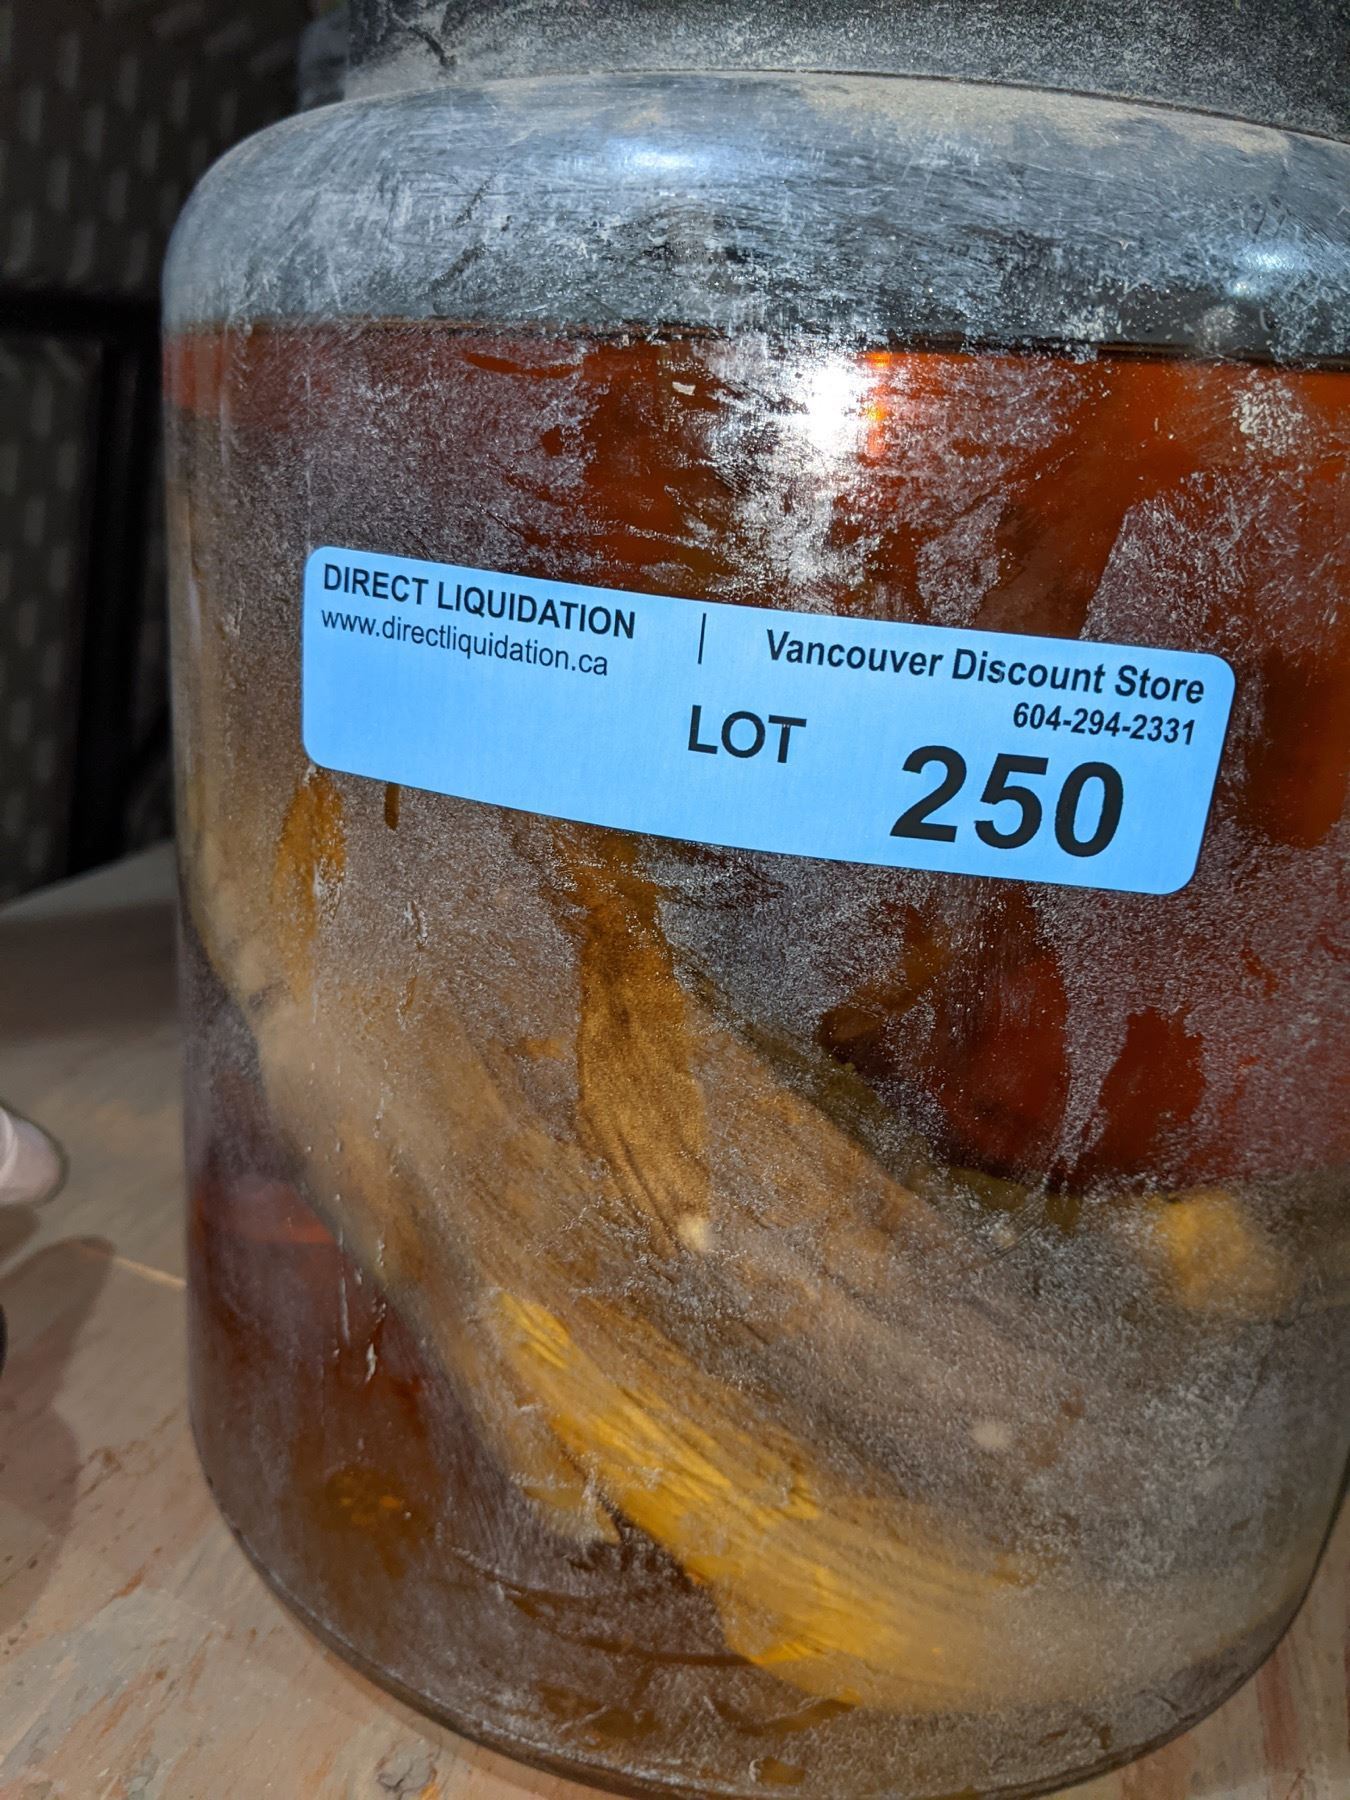 DIRECT LIQUIDATION | Vancouver Discount Store
www.directliquidation.ca 604-294-2331
LOT 250